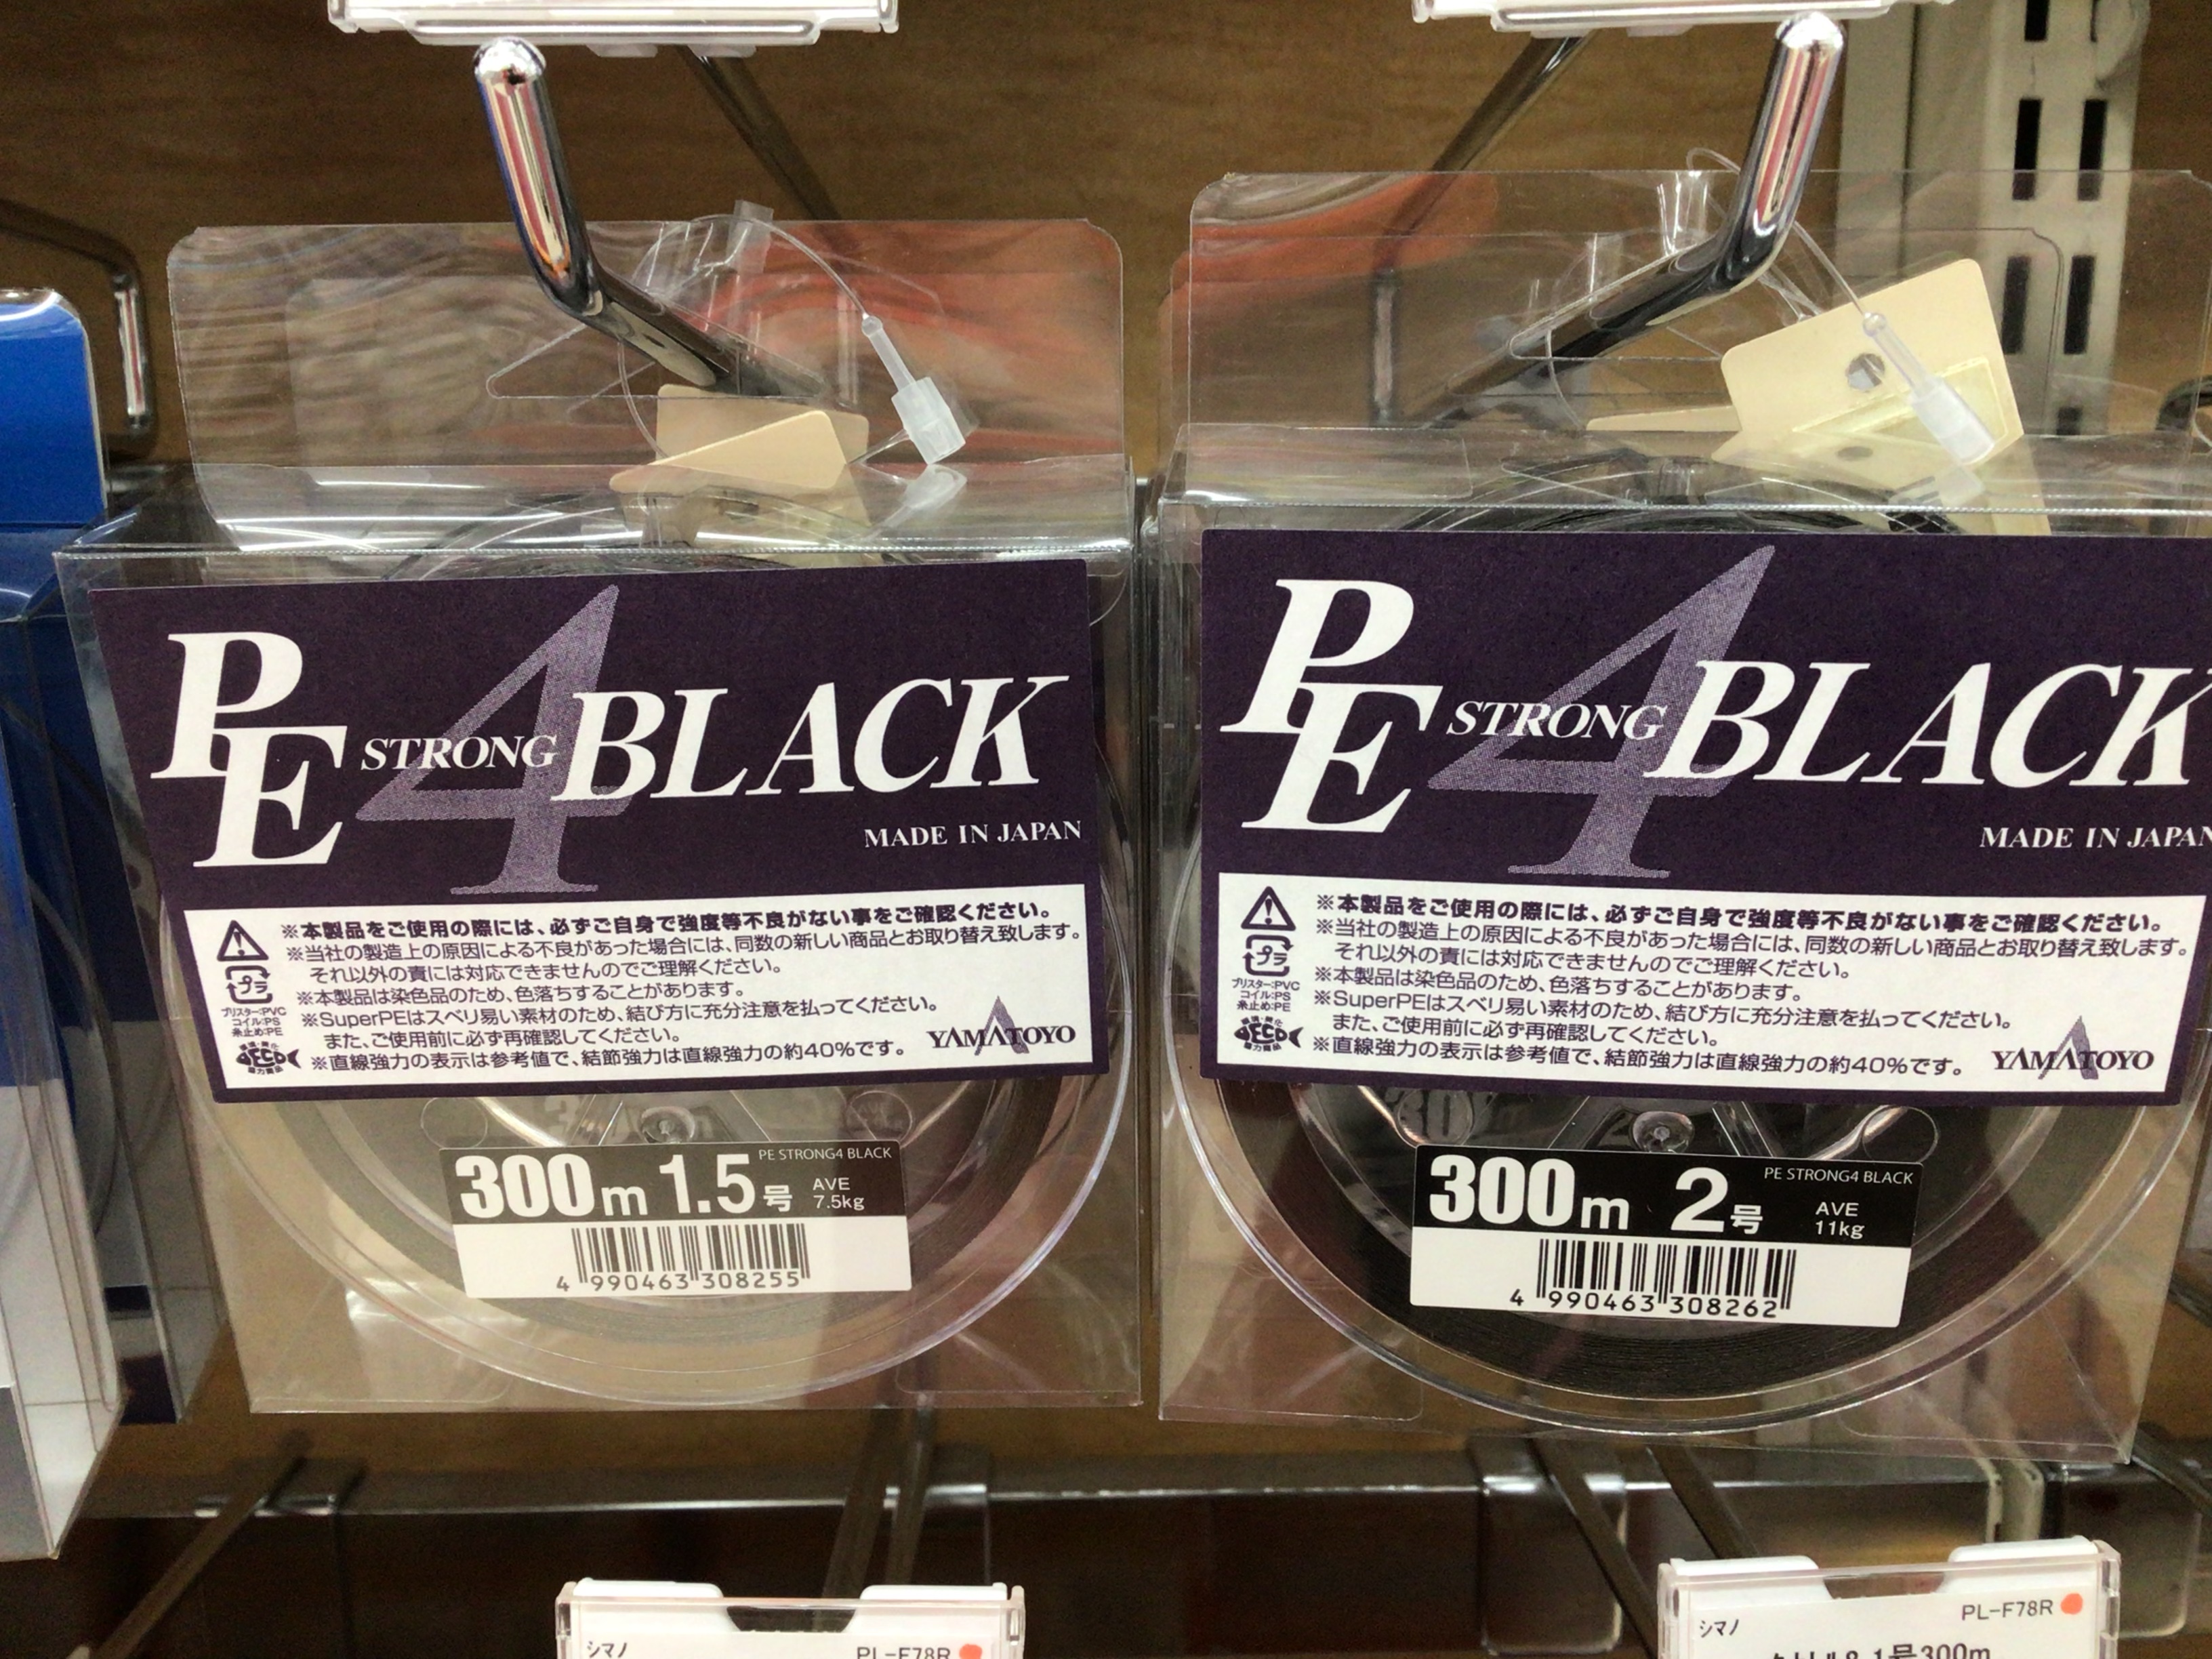 PE STRONG 4 BLACK
MADE IN JAPAN
※本製品をご使用の際には、必ずご自身で強度等不良がない事をご確認ください。
※当社の製造上の原因による不良があった場合には、同数の新しい商品とお取り替え致します。
それ以外の責には対応できませんのでご理解ください。
※本製品は染色品のため、色落ちすることがあります。
※SuperPEはスベリ易い素材のため、結び方に充分注意を払ってください。
また、ご使用前に必ず再確認してください。
※直線強力の表示は参考値で、結節強力は直線強力の約40%です。
プラ
ブリスター:PVC
コイル:PS
糸止め:PE
ECO
YAMATOYO
PE STRONG4 BLACK
300m 1.5号 AVE 7.5kg
4 990463 308255
PE STRONG 4 BLACK
MADE IN JAPAN
※本製品をご使用の際には、必ずご自身で強度等不良がない事をご確認ください。
※当社の製造上の原因による不良があった場合には、同数の新しい商品とお取り替え致します。
それ以外の責には対応できませんのでご理解ください。
※本製品は染色品のため、色落ちすることがあります。
※SuperPEはスベリ易い素材のため、結び方に充分注意を払ってください。
また、ご使用前に必ず再確認してください。
※直線強力の表示は参考値で、結節強力は直線強力の約40%です。
プラ
ブリスター:PVC
コイル:PS
糸止め:PE
ECO
YAMATOYO
PE STRONG4 BLACK
300m 2号 AVE 11kg
4 990463 308262
シマノ PL-F78R
シマノ PL-F78R
1号300m